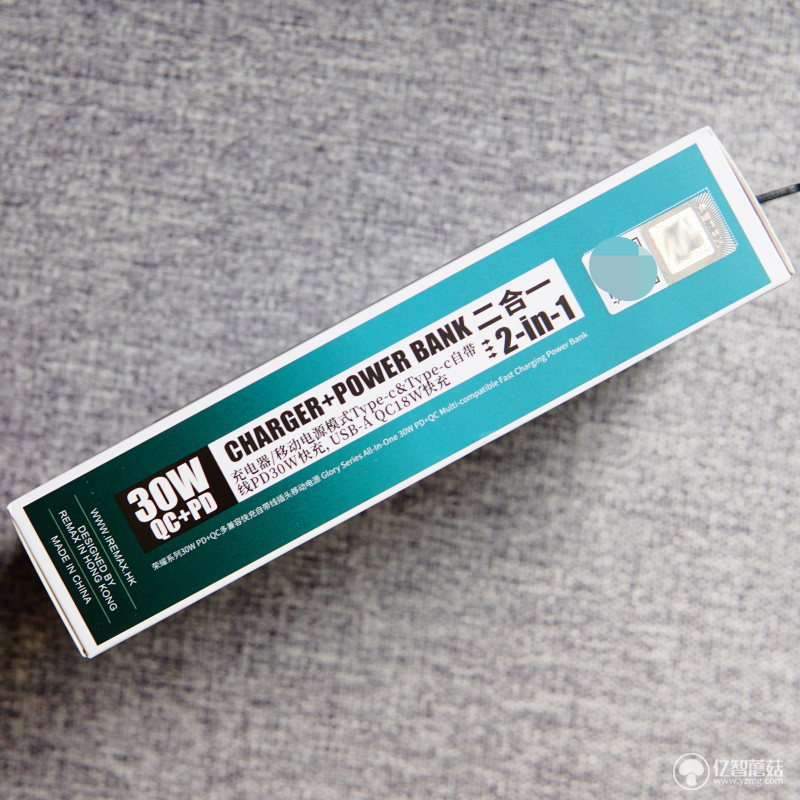 30W
QC+PD
CHARGER+POWER BANK 二合一
2-in-1
充电器/移动电源模式Type-c&Type-c自带
线PD30W快充, USB-A QC18W快充
荣耀系列30W PD+QC多兼容快充自带线插头移动电源 Glory Series All-In-One 30W PD+QC Multi-compatible Fast Charging Power Bank
WWW.IREMAX.HK
DESIGNED BY
REMAX IN HONG KONG
MADE IN CHINA
亿智蘑菇
www.yzmg.com